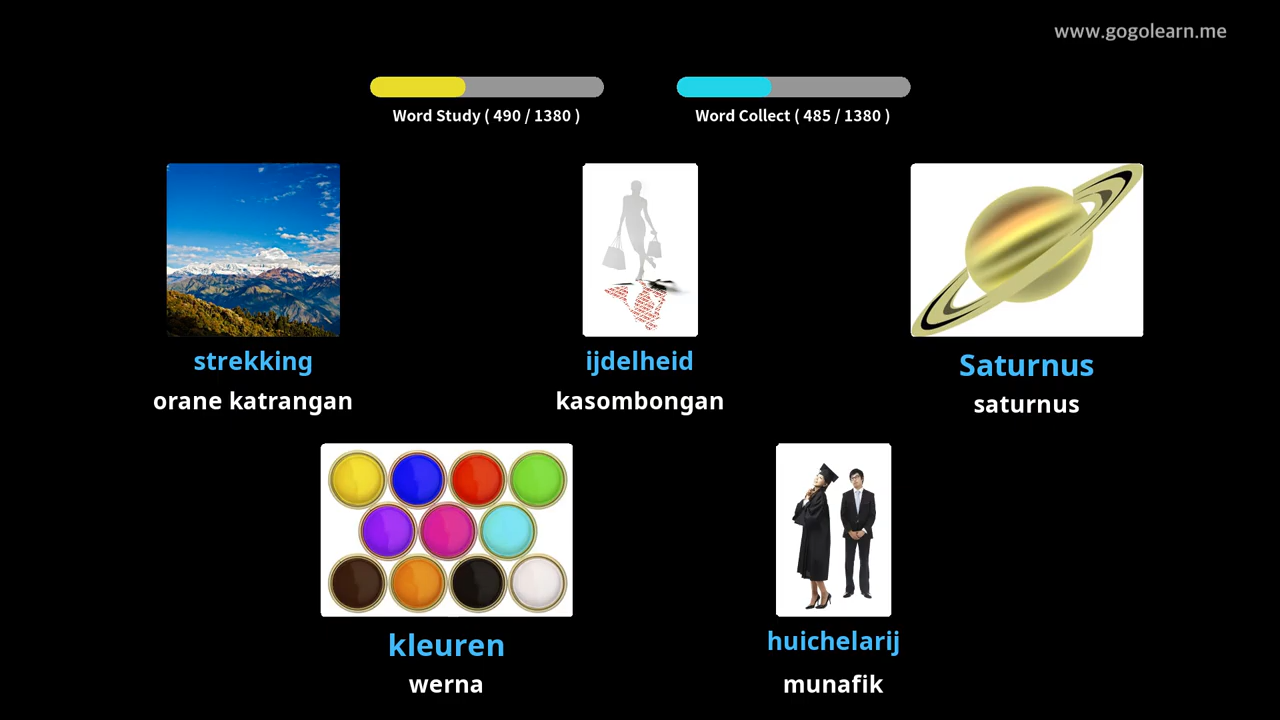 www.gogolearn.me
Word Study ( 490 / 1380 )
Word Collect ( 485 / 1380 )
strekking
orane katrangan
ijdelheid
kasombongan
Saturnus
saturnus
kleuren
werna
huichelarij
munafik